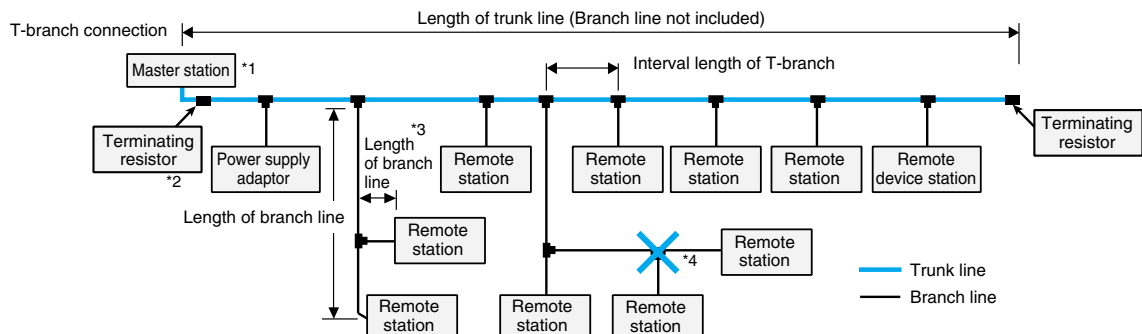 T-branch connection
Length of trunk line (Branch line not included)
Master station
*1
Interval length of T-branch
Terminating
resistor
*2
Power supply
adaptor
Length
of branch
line
*3
Remote
station
Remote
station
Remote
station
Remote
station
Remote
device station
Terminating
resistor
Length of branch line
Remote
station
*4
Remote
station
Trunk line
Branch line
Remote
station
Remote
station
Remote
station